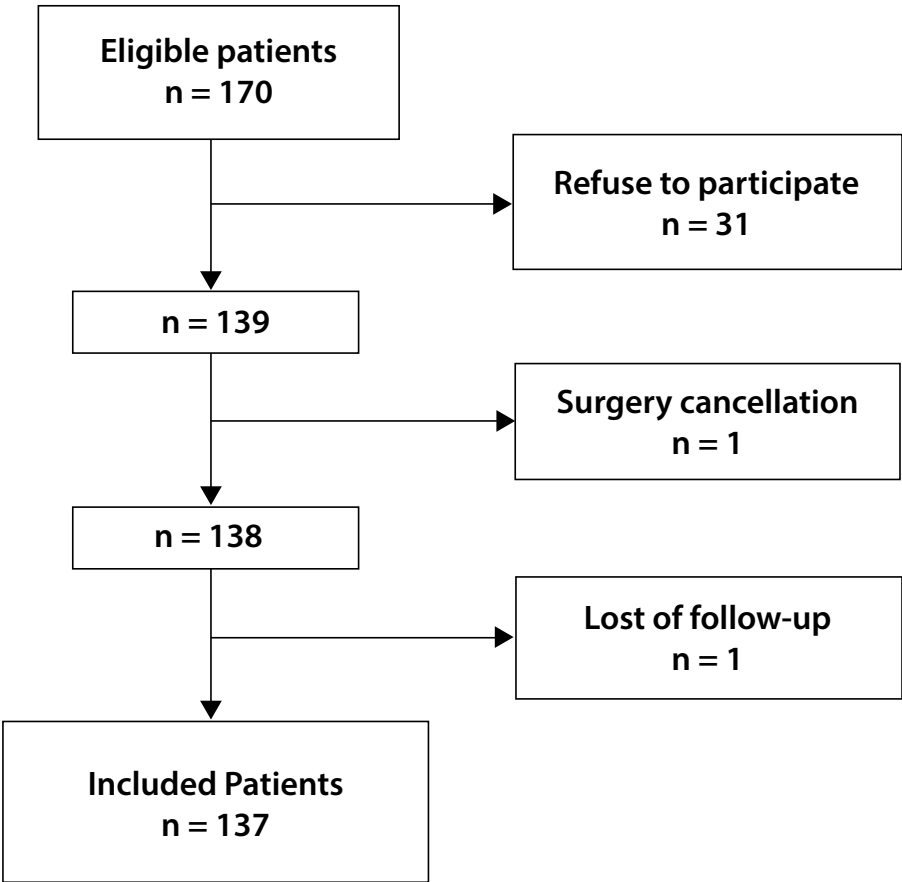 Eligible patients
n = 170
Refuse to participate
n = 31
n = 139
Surgery cancellation
n = 1
n = 138
Lost of follow-up
n = 1
Included Patients
n = 137